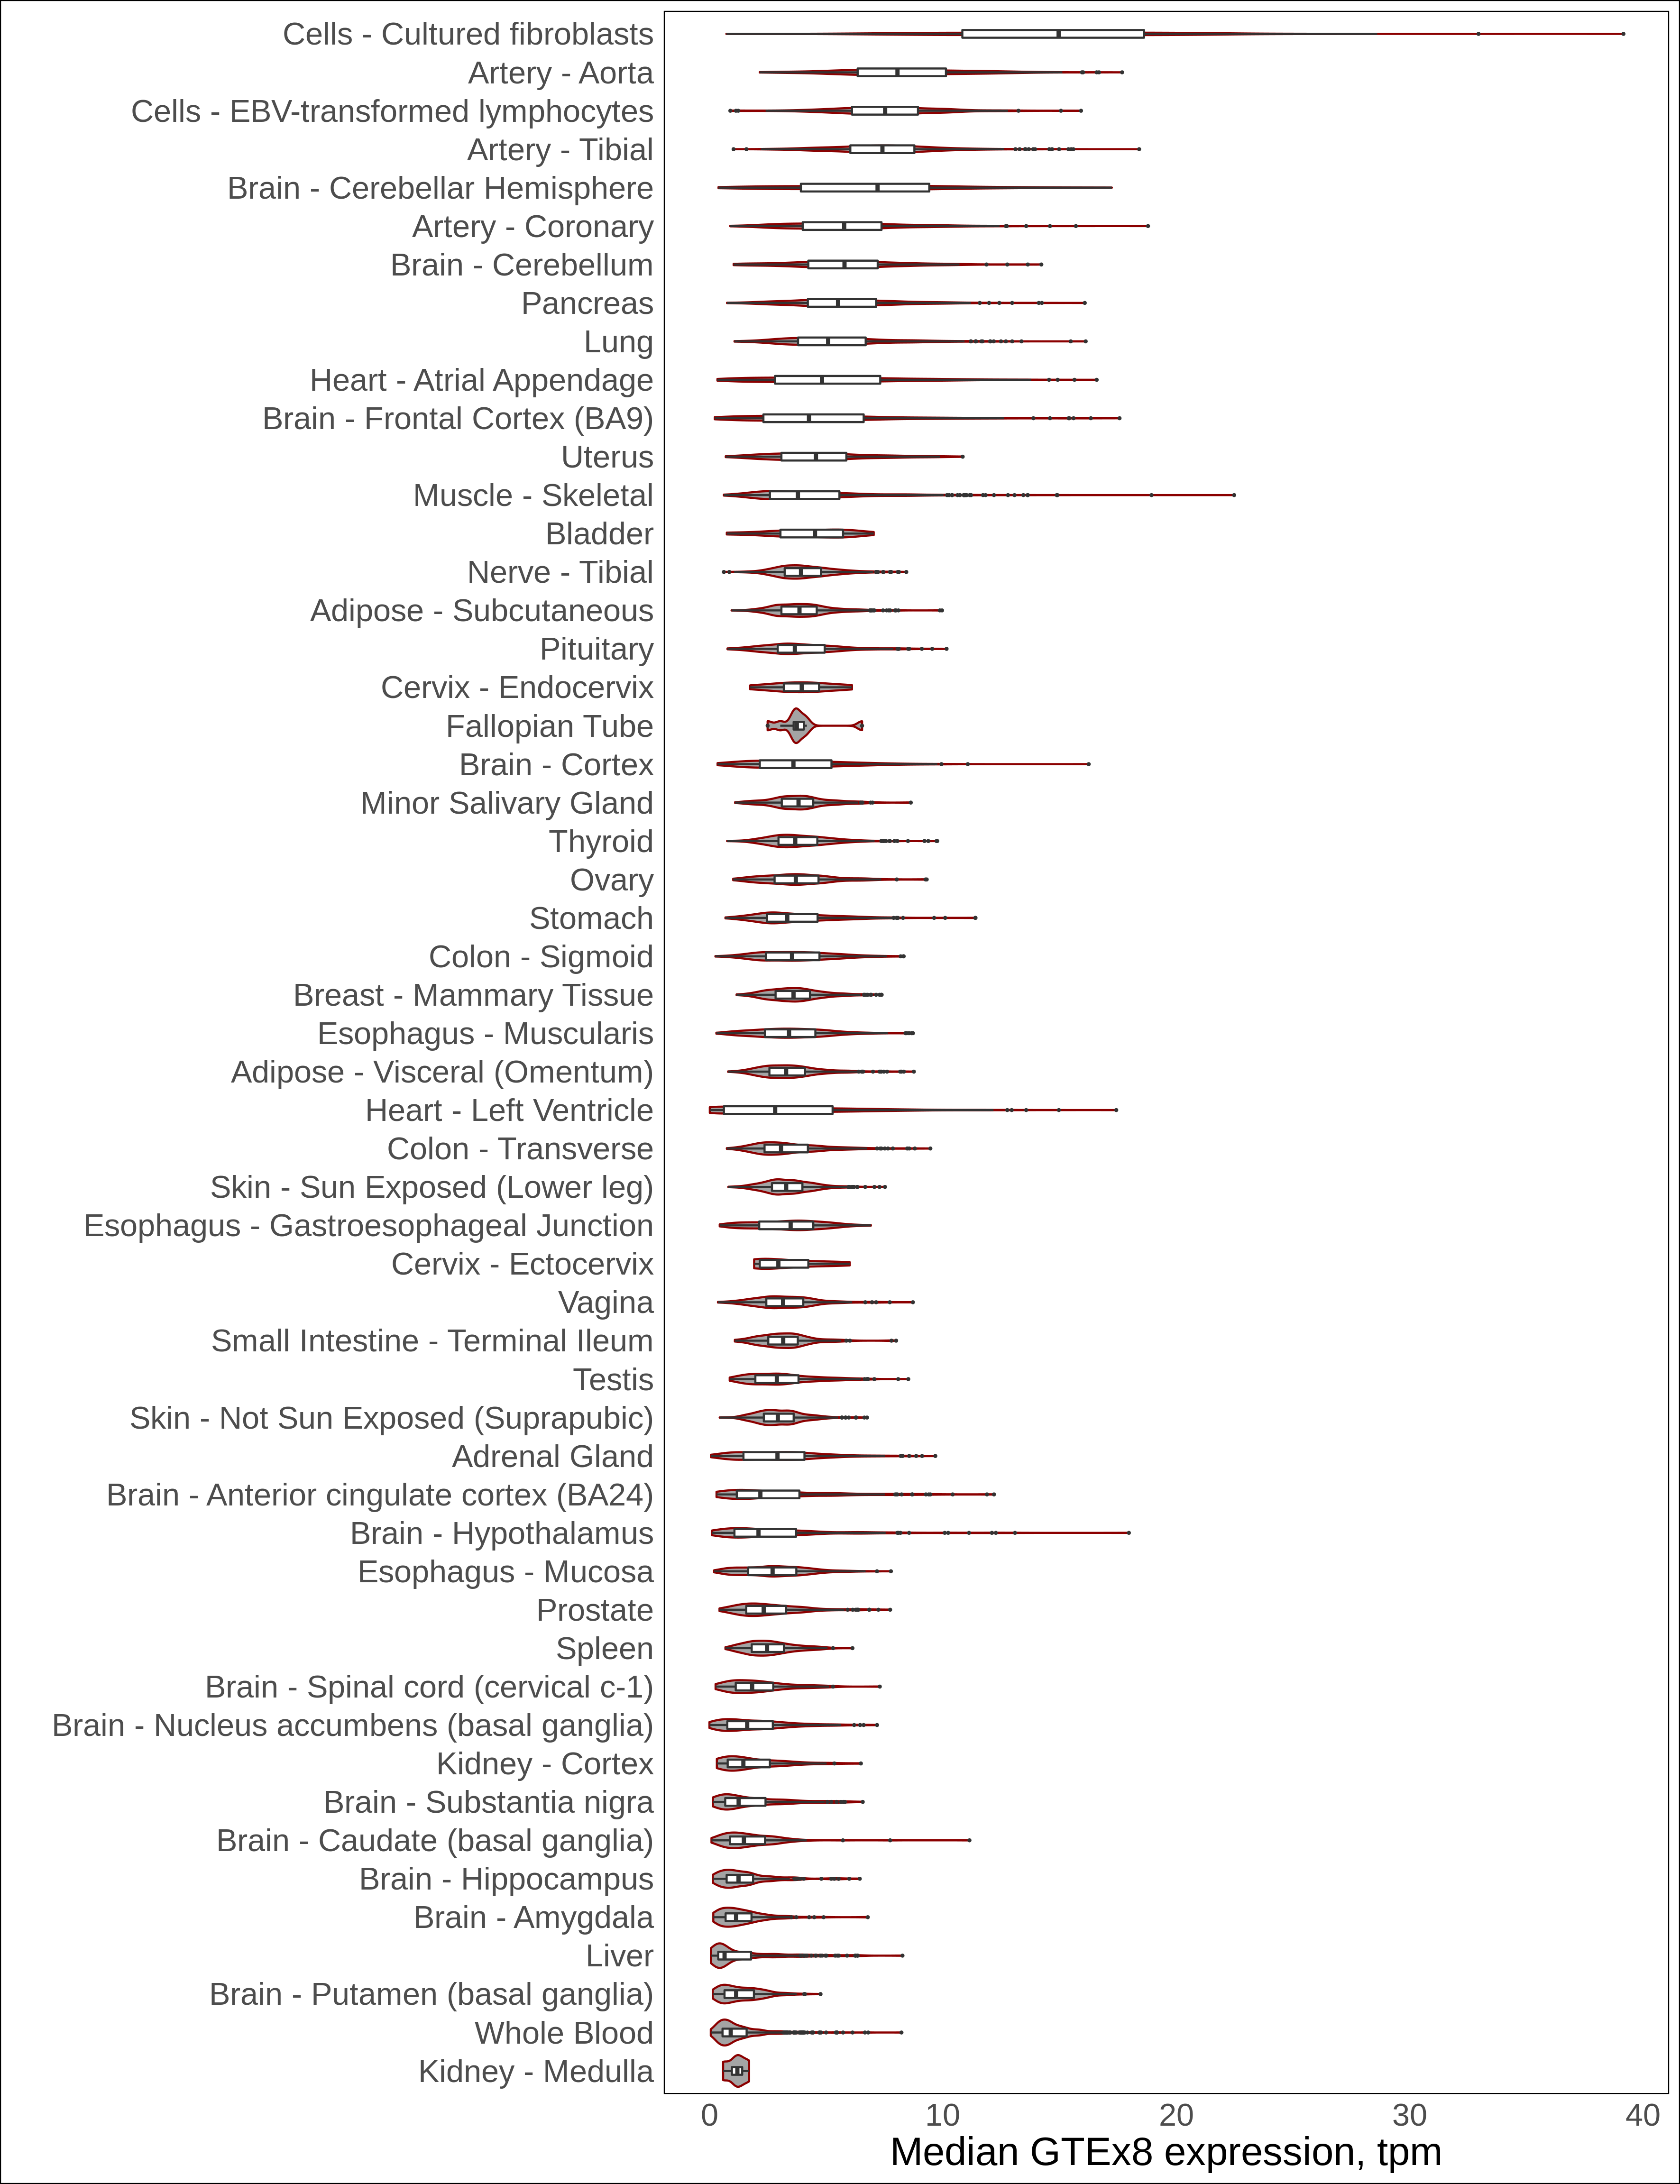 Cells - Cultured fibroblasts
Artery - Aorta
Cells - EBV-transformed lymphocytes
Artery - Tibial
Brain - Cerebellar Hemisphere
Artery - Coronary
Brain - Cerebellum
Pancreas
Lung
Heart - Atrial Appendage
Brain - Frontal Cortex (BA9)
Uterus
Muscle - Skeletal
Bladder
Nerve - Tibial
Adipose - Subcutaneous
Pituitary
Cervix - Endocervix
Fallopian Tube
Brain - Cortex
Minor Salivary Gland
Thyroid
Ovary
Stomach
Colon - Sigmoid
Breast - Mammary Tissue
Esophagus - Muscularis
Adipose - Visceral (Omentum)
Heart - Left Ventricle
Colon - Transverse
Skin - Sun Exposed (Lower leg)
Esophagus - Gastroesophageal Junction
Cervix - Ectocervix
Vagina
Small Intestine - Terminal Ileum
Testis
Skin - Not Sun Exposed (Suprapubic)
Adrenal Gland
Brain - Anterior cingulate cortex (BA24)
Brain - Hypothalamus
Esophagus - Mucosa
Prostate
Spleen
Brain - Spinal cord (cervical c-1)
Brain - Nucleus accumbens (basal ganglia)
Kidney - Cortex
Brain - Substantia nigra
Brain - Caudate (basal ganglia)
Brain - Hippocampus
Brain - Amygdala
Liver
Brain - Putamen (basal ganglia)
Whole Blood
Kidney - Medulla
0 10 20 30 40
Median GTEx8 expression, tpm